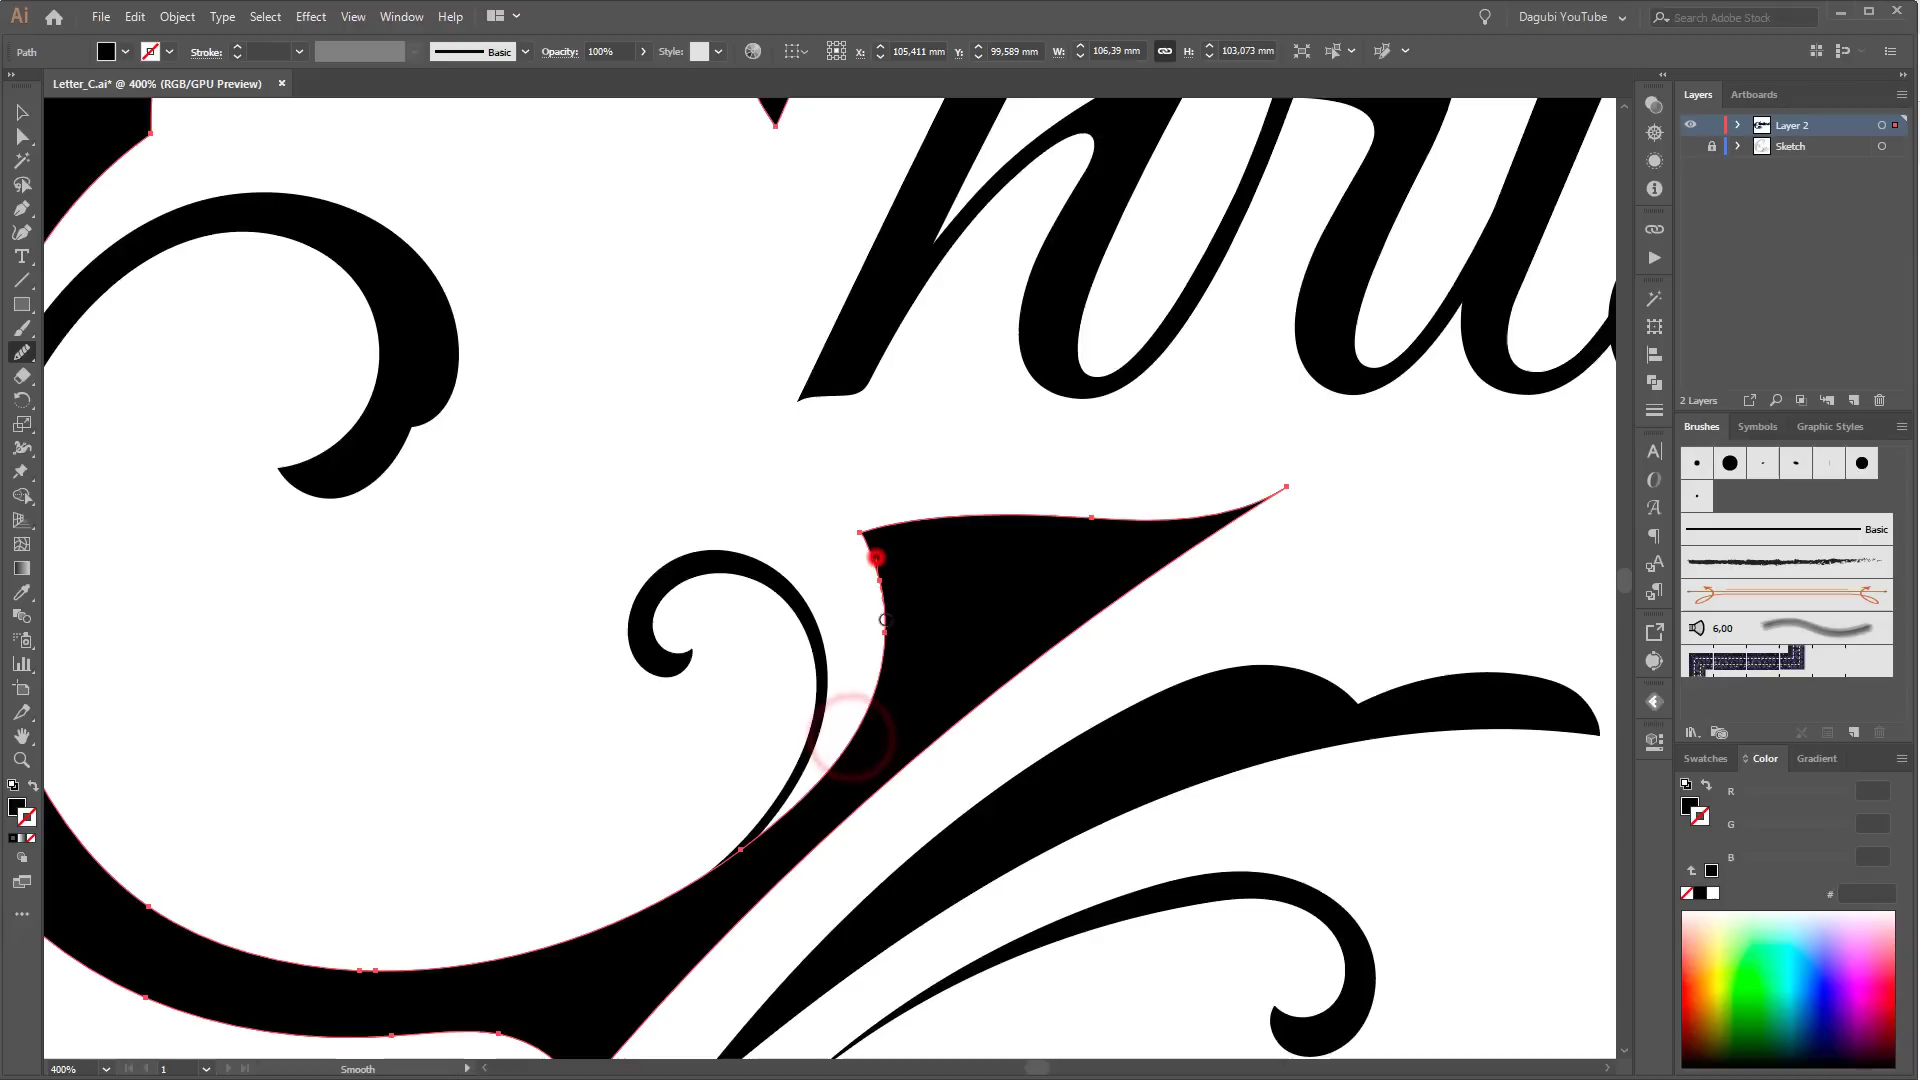 Ai File Edit Object Type Select Effect View Window Help Dagubi YouTube Search Adobe Stock
Path Stroke: Basic Opacity: 100% Style: X: 105,411 mm Y: 99,589 mm W: 106,39 mm H: 103,073 mm
Letter_C.ai* @ 400% (RGB/GPU Preview)
Layers Artboards
Layer 2
Sketch
2 Layers
Brushes Symbols Graphic Styles
Basic
6,00
Swatches Color Gradient
R
G
B
#
400% 1 Smooth